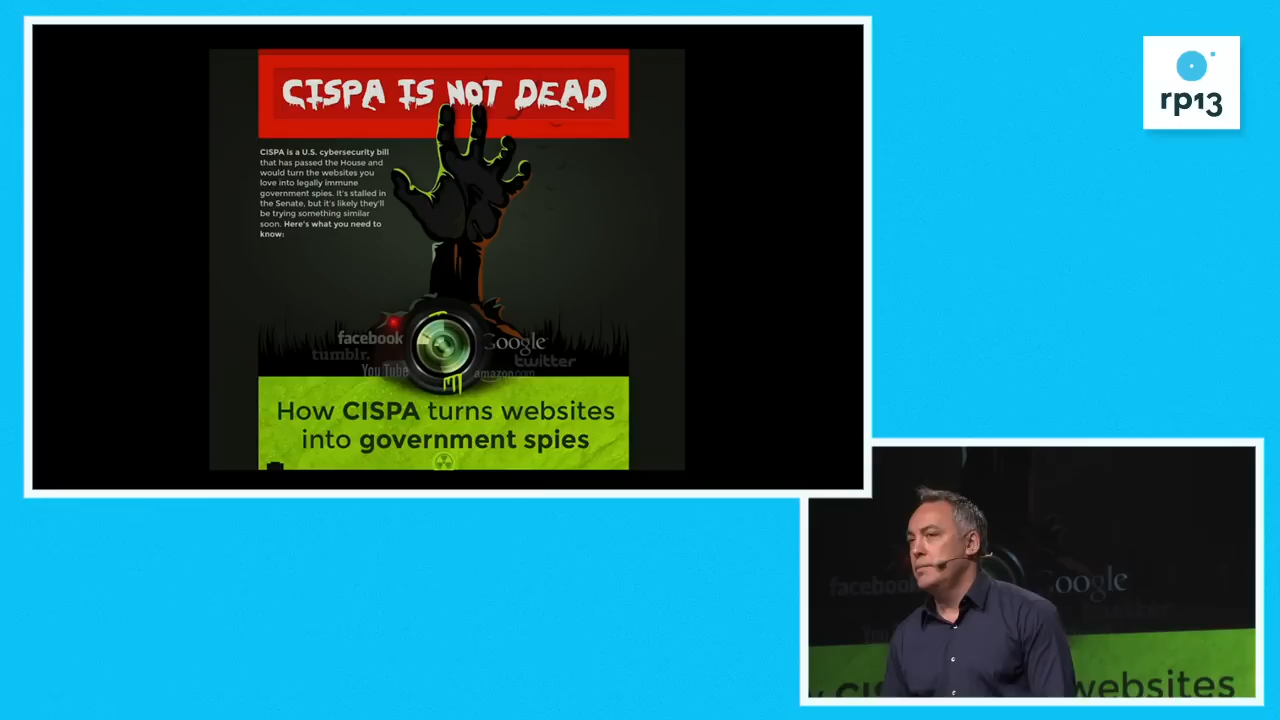 CISPA IS NOT DEAD
CISPA is a U.S. cybersecurity bill
that has passed the House and
would turn the websites you
love into legally immune
government spies. It's stalled in
the Senate, but it's likely they'll
be trying something similar
soon. Here's what you need to
know:
facebook
Google
tumblr.
twitter
YouTube
amazon.com
How CISPA turns websites
into government spies
rp13
facebook
Google
twitter
You
CIS
websites